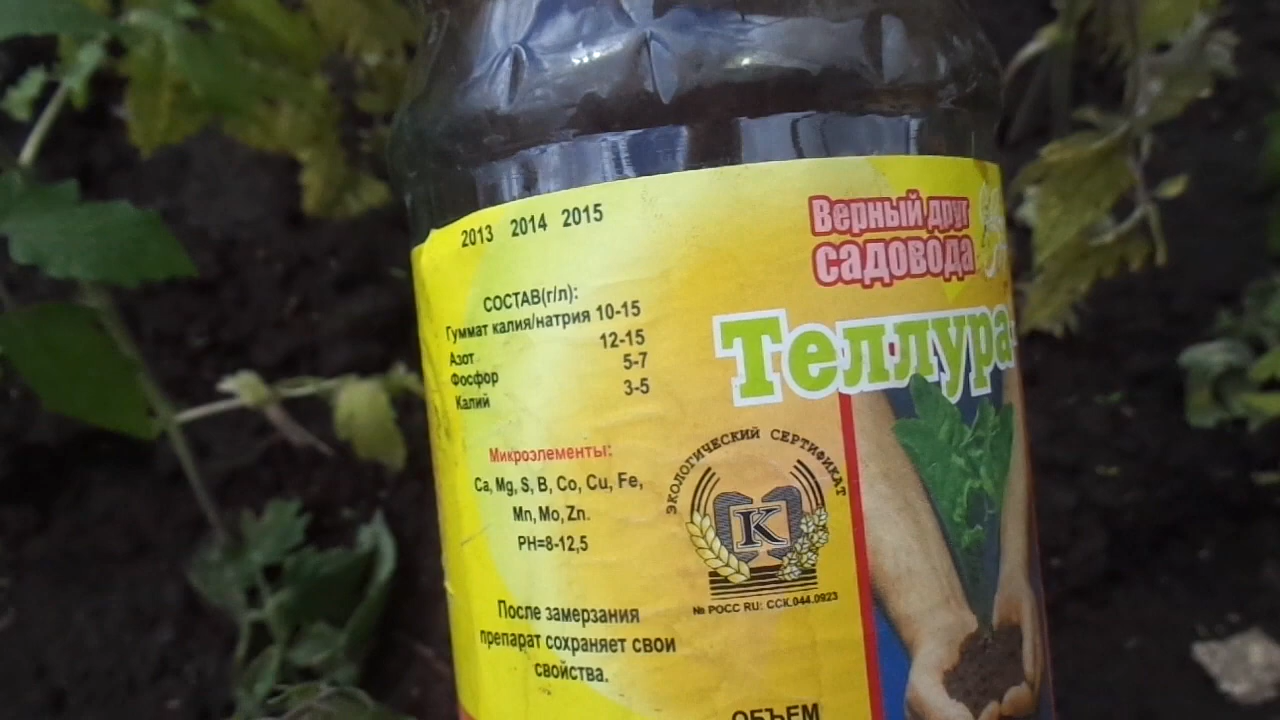 2013 2014 2015
Верный друг
садовода
Теллура
СОСТАВ(г/л):
Гуммат калия/натрия 10-15
Азот 12-15
Фосфор 5-7
Калий 3-5
Микроэлементы:
Ca, Mg, S, B, Co, Cu, Fe,
Mn, Mo, Zn.
PH=8-12,5
ЭКОЛОГИЧЕСКИЙ СЕРТИФИКАТ
К
№ РОСС RU: ССК.044.0923
После замерзания
препарат сохраняет свои
свойства.
ОБЪЕМ